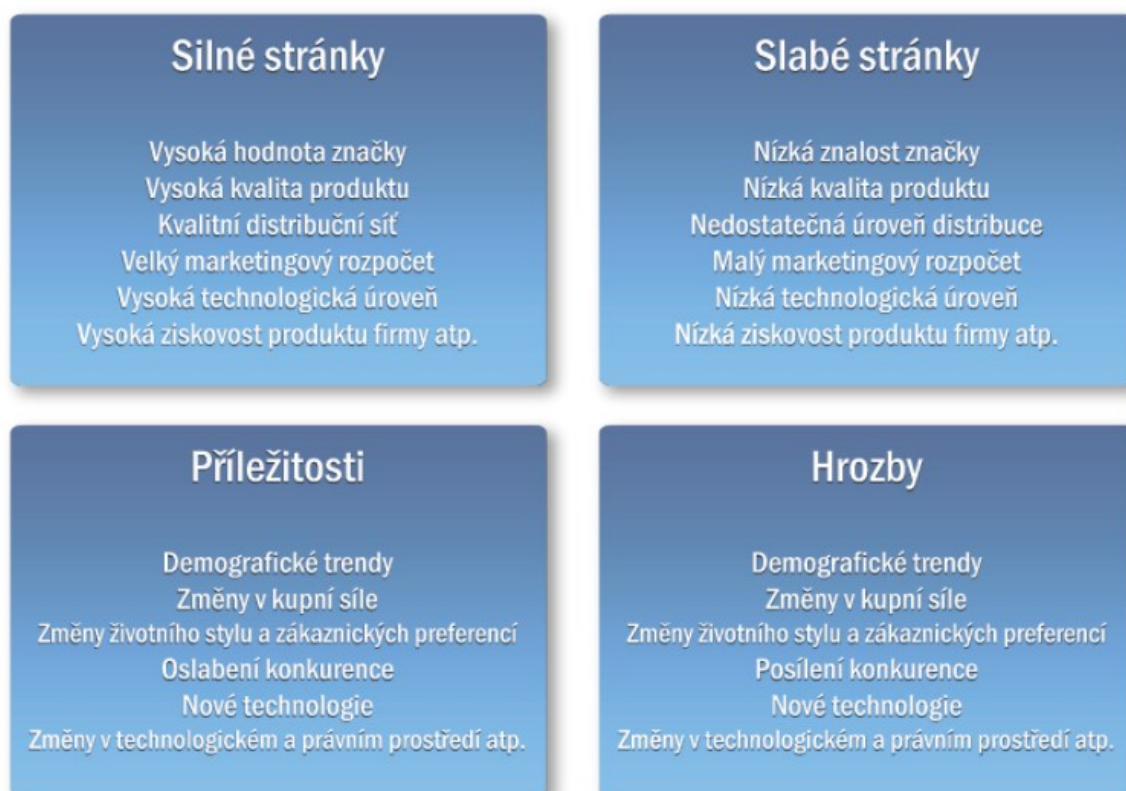 Silné stránky
Vysoká hodnota značky
Vysoká kvalita produktu
Kvalitní distribuční síť
Velký marketingový rozpočet
Vysoká technologická úroveň
Vysoká ziskovost produktu firmy atp.
Slabé stránky
Nízká znalost značky
Nízká kvalita produktu
Nedostatečná úroveň distribuce
Malý marketingový rozpočet
Nízká technologická úroveň
Nízká ziskovost produktu firmy atp.
Příležitosti
Demografické trendy
Změny v kupní síle
Změny životního stylu a zákaznických preferencí
Oslabení konkurence
Nové technologie
Změny v technologickém a právním prostředí atp.
Hrozby
Demografické trendy
Změny v kupní síle
Změny životního stylu a zákaznických preferencí
Posílení konkurence
Nové technologie
Změny v technologickém a právním prostředí atp.